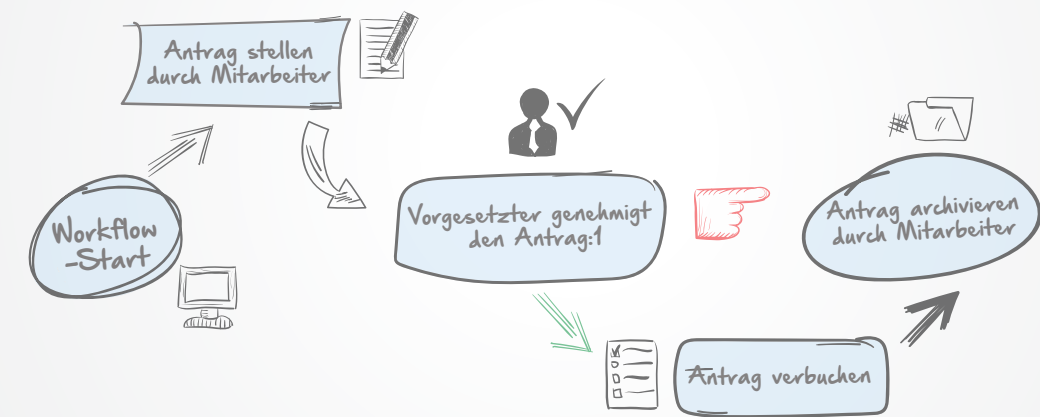 Antrag stellen
durch Mitarbeiter
Workflow
-Start
Vorgesetzter genehmigt
den Antrag:1
Antrag archivieren
durch Mitarbeiter
Antrag verbuchen